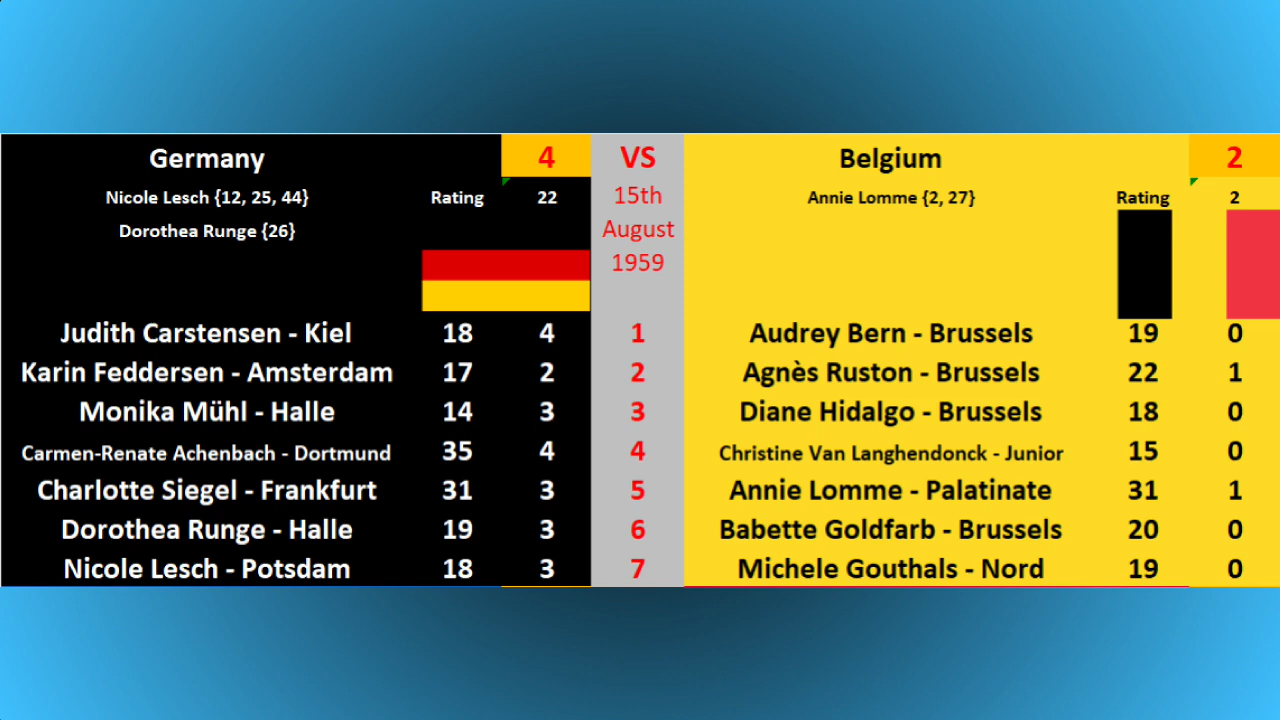 Germany 4 VS Belgium 2
Nicole Lesch {12, 25, 44} Rating 22 15th Annie Lomme {2, 27} Rating 2
Dorothea Runge {26} August
1959
Judith Carstensen - Kiel 18 4 1 Audrey Bern - Brussels 19 0
Karin Feddersen - Amsterdam 17 2 2 Agnès Ruston - Brussels 22 1
Monika Mühl - Halle 14 3 3 Diane Hidalgo - Brussels 18 0
Carmen-Renate Achenbach - Dortmund 35 4 4 Christine Van Langhendonck - Junior 15 0
Charlotte Siegel - Frankfurt 31 3 5 Annie Lomme - Palatinate 31 1
Dorothea Runge - Halle 19 3 6 Babette Goldfarb - Brussels 20 0
Nicole Lesch - Potsdam 18 3 7 Michele Gouthals - Nord 19 0